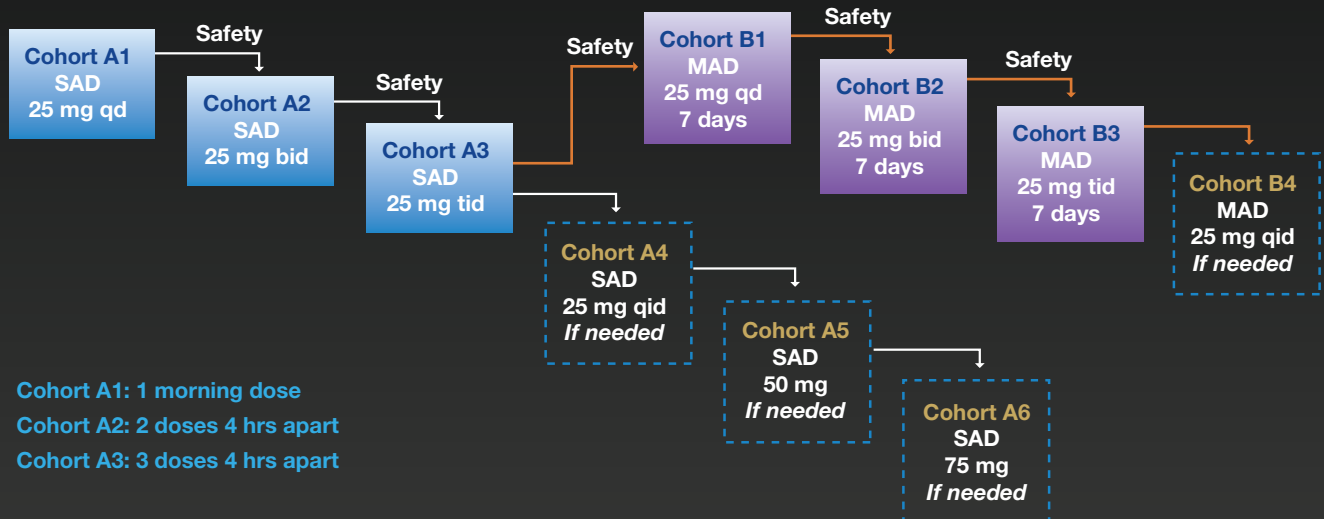 Cohort A1
SAD
25 mg qd
Safety
Cohort A2
SAD
25 mg bid
Safety
Cohort A3
SAD
25 mg tid
Safety
Cohort B1
MAD
25 mg qd
7 days
Safety
Cohort B2
MAD
25 mg bid
7 days
Safety
Cohort B3
MAD
25 mg tid
7 days
Cohort B4
MAD
25 mg qid
If needed
Cohort A4
SAD
25 mg qid
If needed
Cohort A5
SAD
50 mg
If needed
Cohort A6
SAD
75 mg
If needed
Cohort A1: 1 morning dose
Cohort A2: 2 doses 4 hrs apart
Cohort A3: 3 doses 4 hrs apart